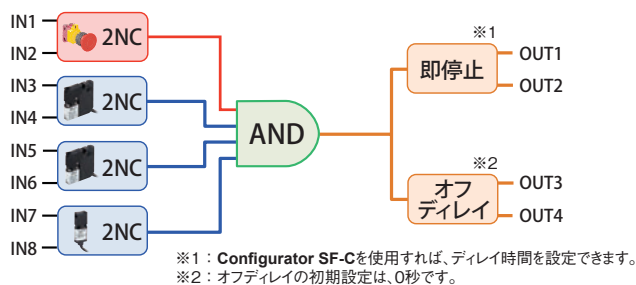 IN1
IN2
2NC
IN3
IN4
2NC
IN5
IN6
2NC
IN7
IN8
2NC
AND
※1
即停止
OUT1
OUT2
※2
オフ
ディレイ
OUT3
OUT4
※1：Configurator SF-Cを使用すれば、ディレイ時間を設定できます。
※2：オフディレイの初期設定は、0秒です。